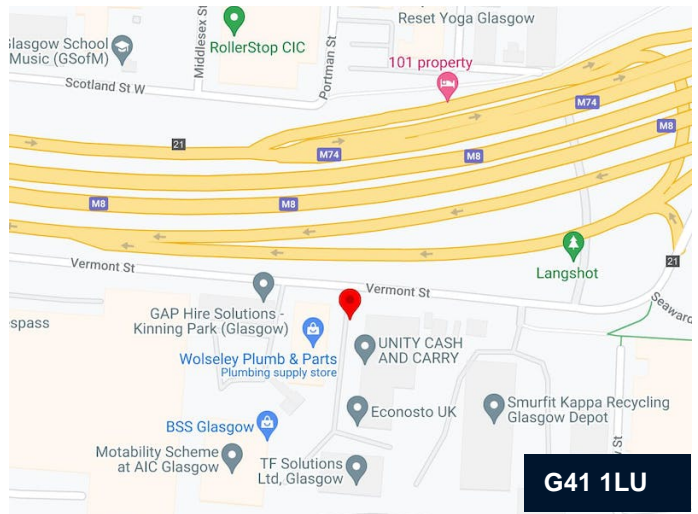 Reset Yoga Glasgow
Glasgow School
Music (GSofM)
RollerStop CIC
Middlesex St
Portman St
101 property
Scotland St W
M74
M8
21
M74
M8
M8
M8
Langshot
21
Vermont St
Vermont St
Seaward
GAP Hire Solutions -
Kinning Park (Glasgow)
espass
Wolseley Plumb & Parts
Plumbing supply store
UNITY CASH
AND CARRY
BSS Glasgow
Econosto UK
Smurfit Kappa Recycling
Glasgow Depot
Motability Scheme
at AIC Glasgow
TF Solutions
Ltd, Glasgow
G41 1LU